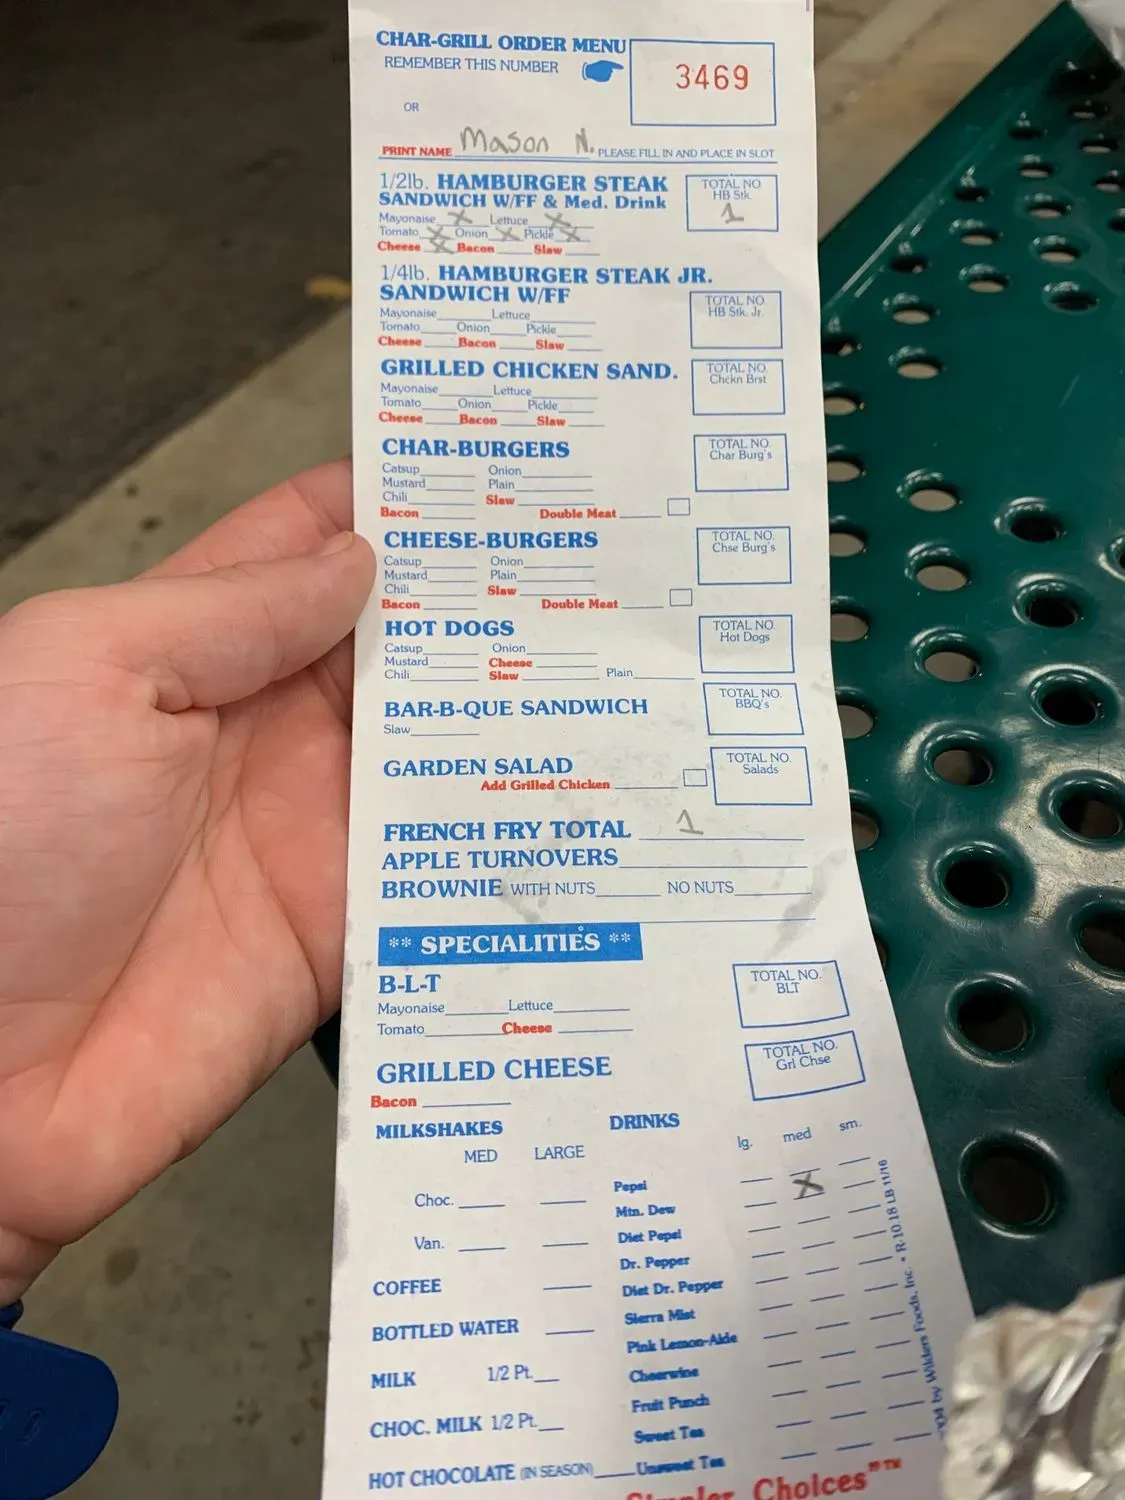 CHAR-GRILL ORDER MENU
REMEMBER THIS NUMBER
3469
OR
PRINT NAME Mason N. PLEASE FILL IN AND PLACE IN SLOT
1/2lb. HAMBURGER STEAK
SANDWICH W/FF & Med. Drink
TOTAL NO
HB Stk.
1
Mayonaise X Lettuce X
Tomato X Onion X Pickle X
Cheese X Bacon Slaw
1/4lb. HAMBURGER STEAK JR.
SANDWICH W/FF
TOTAL NO.
HB Stk. Jr.
Mayonaise Lettuce
Tomato Onion Pickle
Cheese Bacon Slaw
GRILLED CHICKEN SAND.
TOTAL NO.
Chckn Brst
Mayonaise Lettuce
Tomato Onion Pickle
Cheese Bacon Slaw
CHAR-BURGERS
TOTAL NO.
Char Burg's
Catsup Onion
Mustard Plain
Chili Slaw
Bacon Double Meat
CHEESE-BURGERS
TOTAL NO.
Chse Burg's
Catsup Onion
Mustard Plain
Chili Slaw
Bacon Double Meat
HOT DOGS
TOTAL NO.
Hot Dogs
Catsup Onion
Mustard Cheese
Chili Slaw Plain
BAR-B-QUE SANDWICH
TOTAL NO.
BBQ's
Slaw
GARDEN SALAD
TOTAL NO.
Salads
Add Grilled Chicken
FRENCH FRY TOTAL 1
APPLE TURNOVERS
BROWNIE WITH NUTS NO NUTS
** SPECIALITIES **
B-L-T
TOTAL NO.
BLT
Mayonaise Lettuce
Tomato Cheese
GRILLED CHEESE
TOTAL NO.
Grl Chse
Bacon
MILKSHAKES
MED LARGE
Choc.
Van.
COFFEE
BOTTLED WATER
MILK 1/2 Pt.
CHOC. MILK 1/2 Pt.
HOT CHOCOLATE (IN SEASON)
DRINKS
lg. med sm.
Pepsi X
Mtn. Dew
Diet Pepsi
Dr. Pepper
Diet Dr. Pepper
Sierra Mist
Pink Lemon-Aide
Cheerwine
Fruit Punch
Sweet Tea
Unsweet Tea
by Wilders Foods, Inc. • R-10.18 LB 11/16
Choices"™